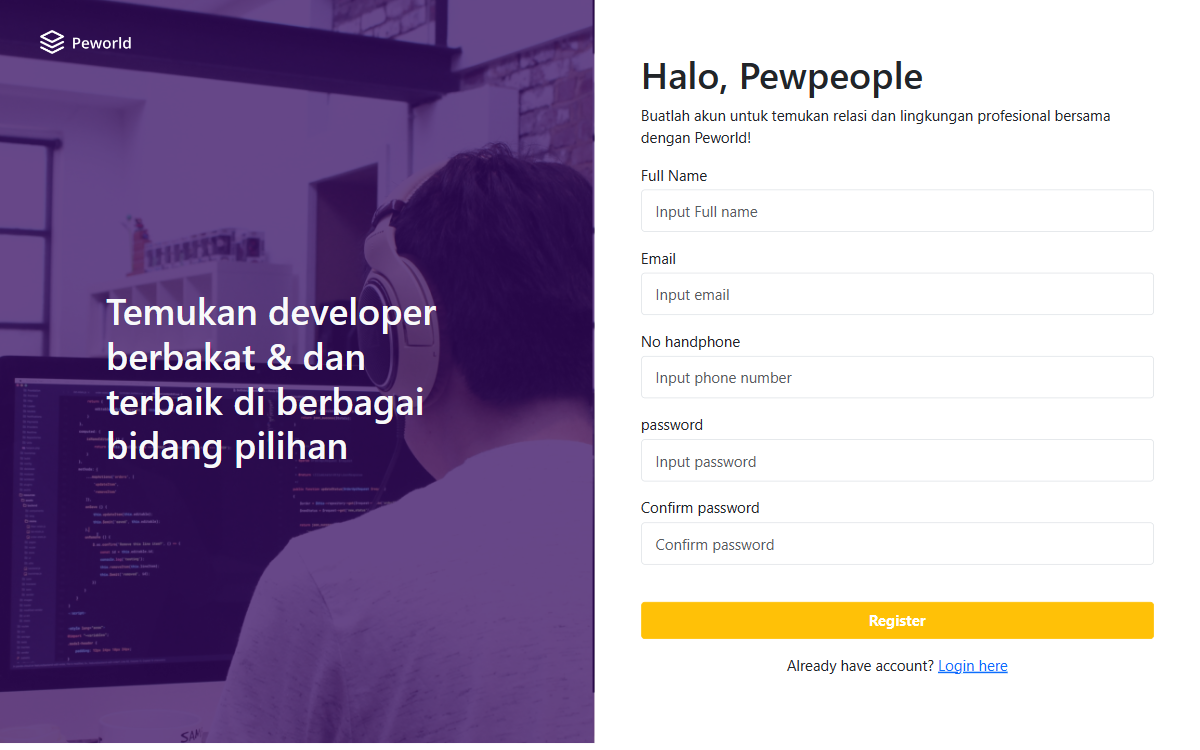 Peworld
Temukan developer
berbakat & dan
terbaik di berbagai
bidang pilihan
Halo, Pewpeople
Buatlah akun untuk temukan relasi dan lingkungan profesional bersama
dengan Peworld!
Full Name
Input Full name
Email
Input email
No handphone
Input phone number
password
Input password
Confirm password
Confirm password
Register
Already have account? Login here